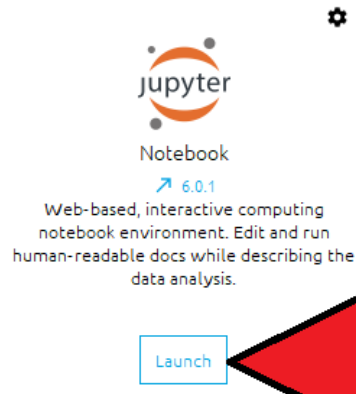 jupyter
Notebook
6.0.1
Web-based, interactive computing
notebook environment. Edit and run
human-readable docs while describing the
data analysis.
Launch